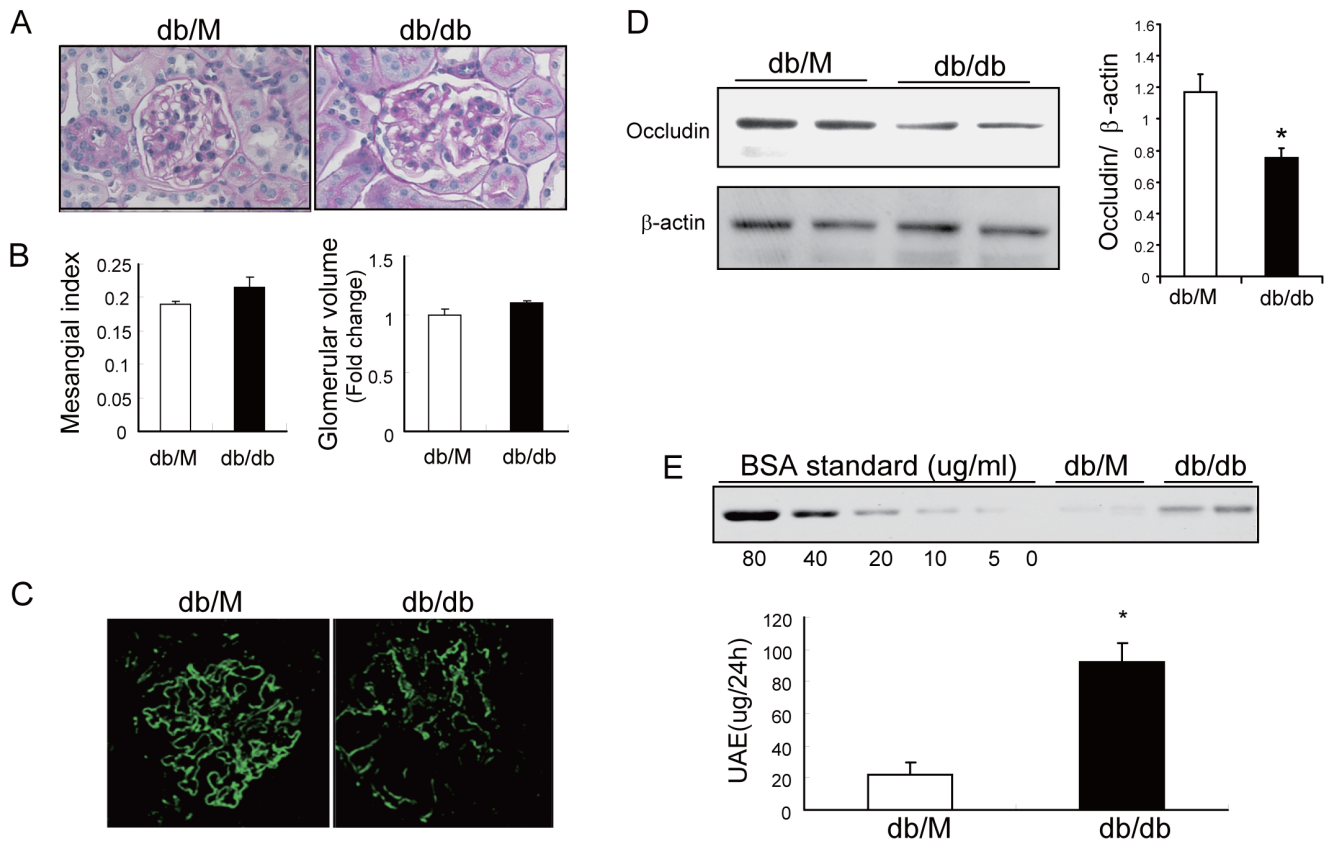 A
db/M db/db
B
Mesangial index
0.25
0.2
0.15
0.1
0.05
0
db/M db/db
Glomerular volume
(Fold change)
1.5
1
0.5
0
db/M db/db
C
db/M db/db
D
db/M db/db
Occludin
β-actin
Occludin/ β -actin
1.6
1.4
1.2
1
0.8
0.6
0.4
0.2
0
*
db/M db/db
E
BSA standard (ug/ml) db/M db/db
80 40 20 10 5 0
UAE(ug/24h)
120
100
80
60
40
20
0
*
db/M db/db